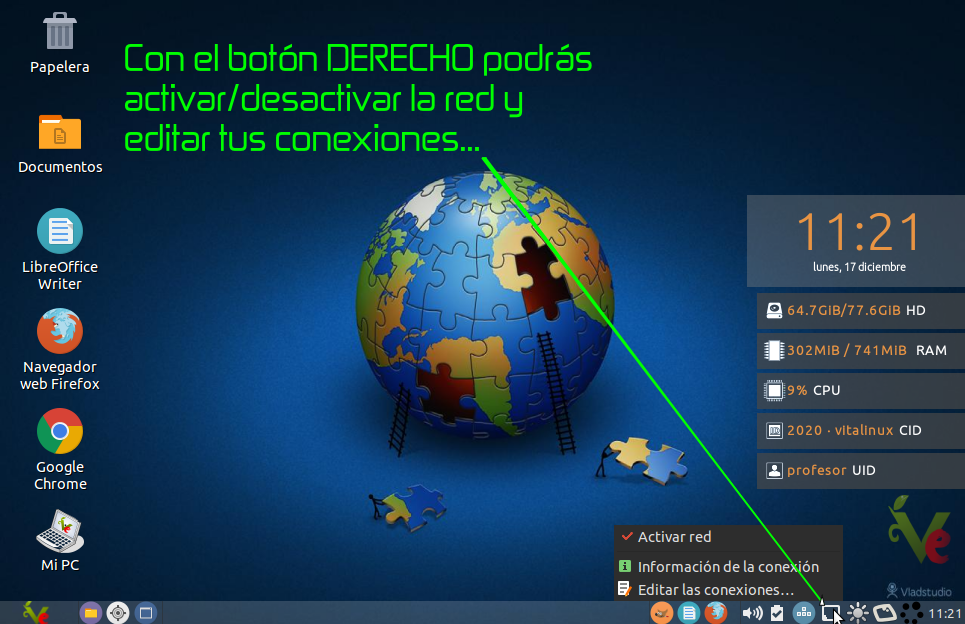 Papelera
Con el botón DERECHO podrás
activar/desactivar la red y
editar tus conexiones...
Documentos
LibreOffice
Writer
Navegador
web Firefox
Google
Chrome
Mi PC
11:21
lunes, 17 diciembre
64.7GIB/77.6GIB HD
302MIB / 741MIB RAM
9% CPU
2020 · vitalinux CID
profesor UID
Activar red
Información de la conexión
Editar las conexiones...
Vladstudio
11:21